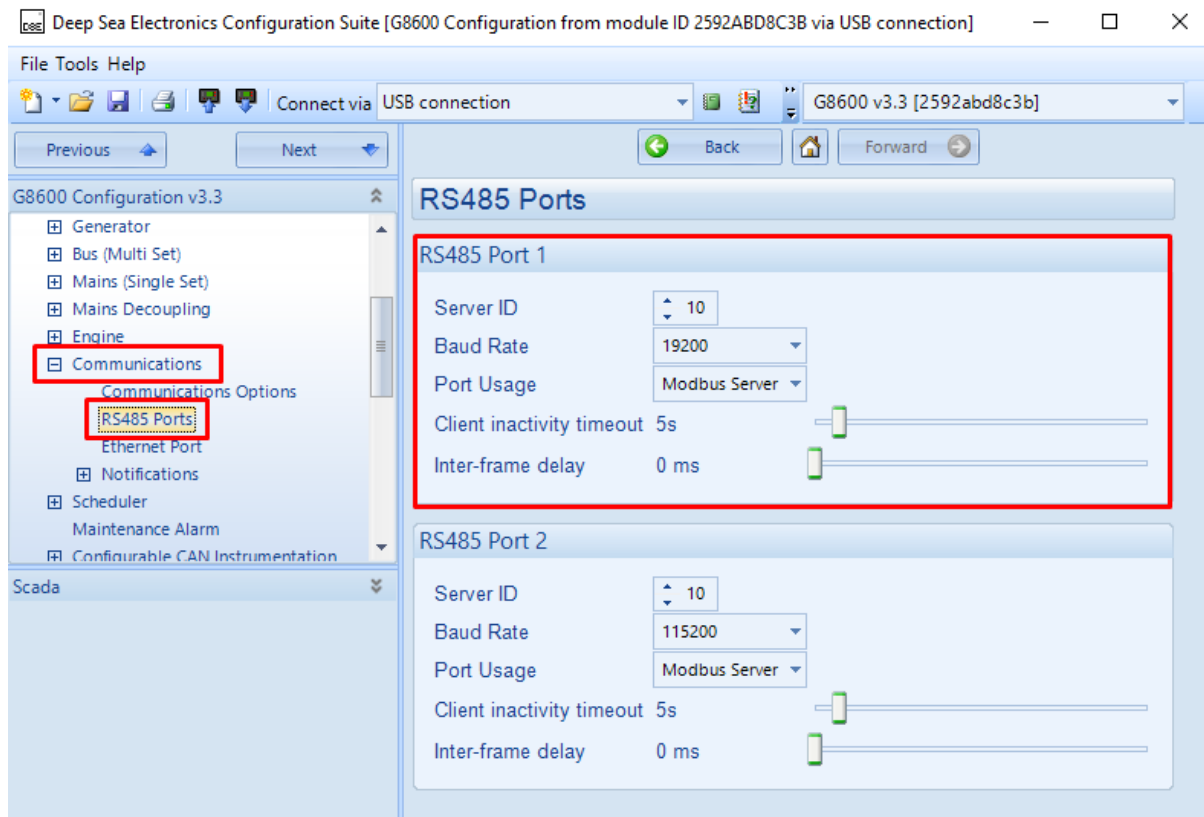 DSE Deep Sea Electronics Configuration Suite [G8600 Configuration from module ID 2592ABD8C3B via USB connection]
File Tools Help
Connect via USB connection G8600 v3.3 [2592abd8c3b]
Previous Next
Back Forward
G8600 Configuration v3.3
Generator
Bus (Multi Set)
Mains (Single Set)
Mains Decoupling
Engine
Communications
Communications Options
RS485 Ports
Ethernet Port
Notifications
Scheduler
Maintenance Alarm
Configurable CAN Instrumentation
Scada
RS485 Ports
RS485 Port 1
Server ID 10
Baud Rate 19200
Port Usage Modbus Server
Client inactivity timeout 5s
Inter-frame delay 0 ms
RS485 Port 2
Server ID 10
Baud Rate 115200
Port Usage Modbus Server
Client inactivity timeout 5s
Inter-frame delay 0 ms